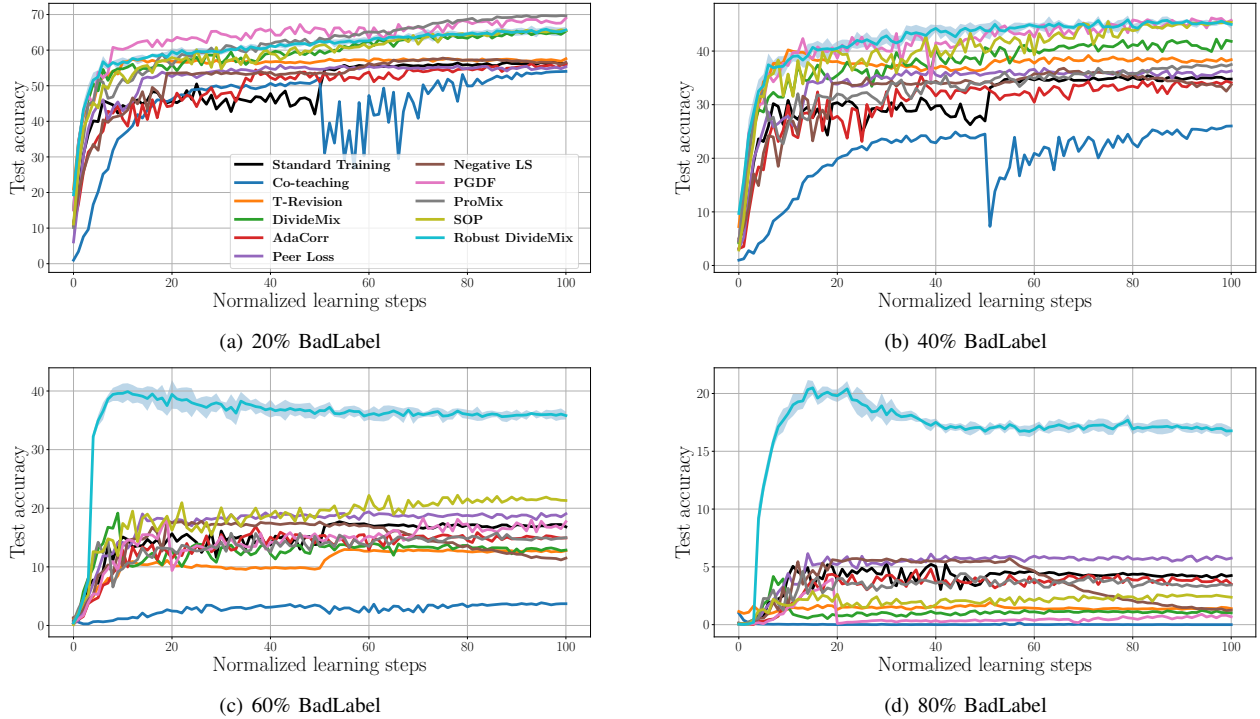 70
60
50
40
30
20
10
0
Test accuracy
0 20 40 60 80 100
Normalized learning steps
Standard Training
Co-teaching
T-Revision
DivideMix
AdaCorr
Peer Loss
Negative LS
PGDF
ProMix
SOP
Robust DivideMix
(a) 20% BadLabel
40
30
20
10
0
Test accuracy
0 20 40 60 80 100
Normalized learning steps
(b) 40% BadLabel
40
30
20
10
0
Test accuracy
0 20 40 60 80 100
Normalized learning steps
(c) 60% BadLabel
20
15
10
5
0
Test accuracy
0 20 40 60 80 100
Normalized learning steps
(d) 80% BadLabel